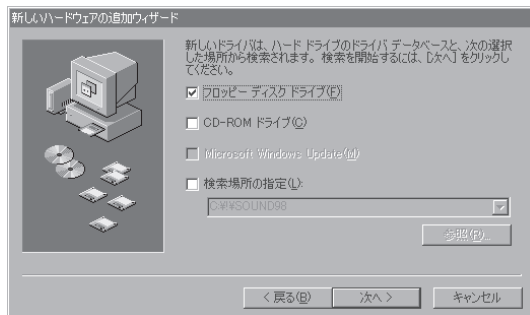 新しいハードウェアの追加ウィザード
新しいドライバは、ハード ドライブのドライバ データベースと、次の選択
した場所から検索されます。検索を開始するには、[次へ] をクリックし
てください。
フロッピー ディスク ドライブ(F)
CD-ROM ドライブ(C)
Microsoft Windows Update(M)
検索場所の指定(L):
C:¥¥SOUND98
参照(R)...
< 戻る(B)
次へ >
キャンセル